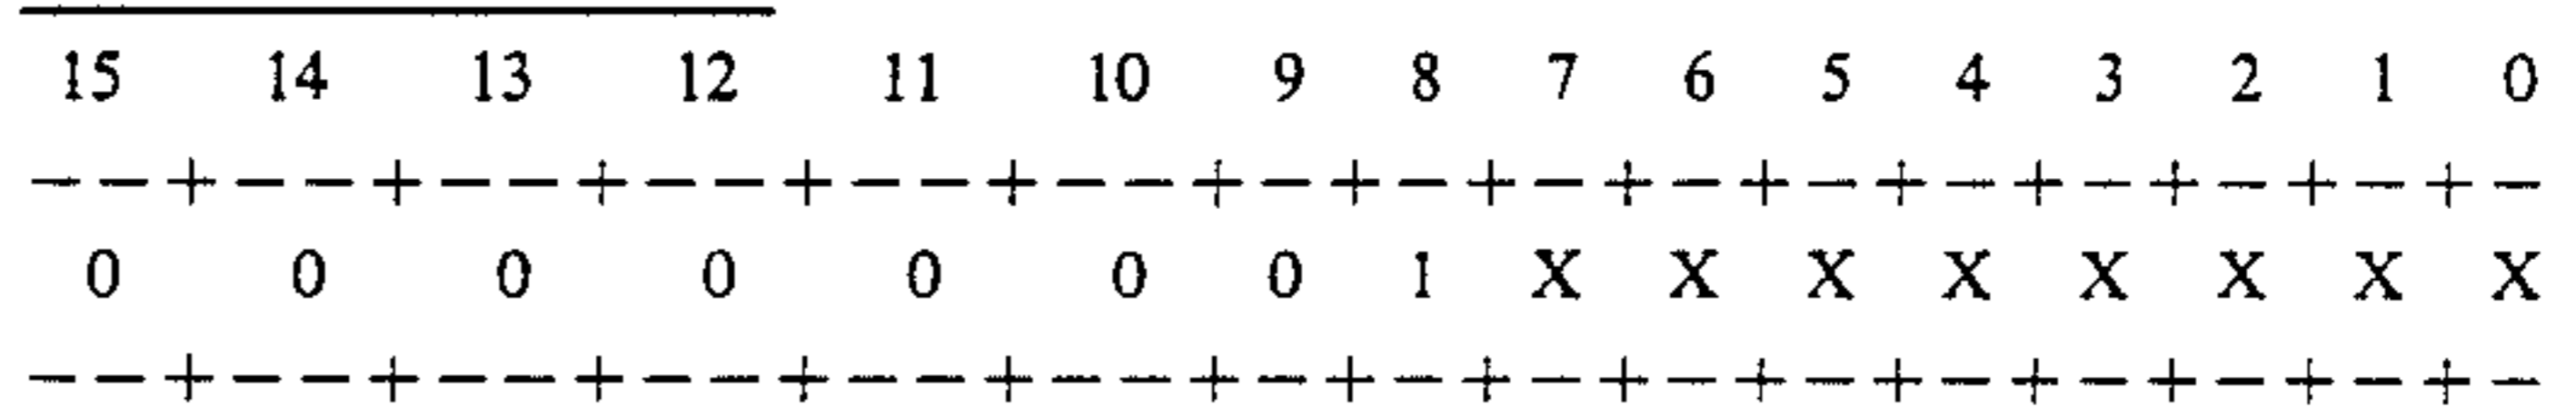 15 14 13 12 11 10 9 8 7 6 5 4 3 2 1 0
— — + — — + — — + — — + — — + — — + — + — + — + — + — + — + — + — + — + —
0 0 0 0 0 0 0 1 X X X X X X X X
— — + — — + — — + — — + — — + — — + — + — + — + — + — + — + — + — + — + —